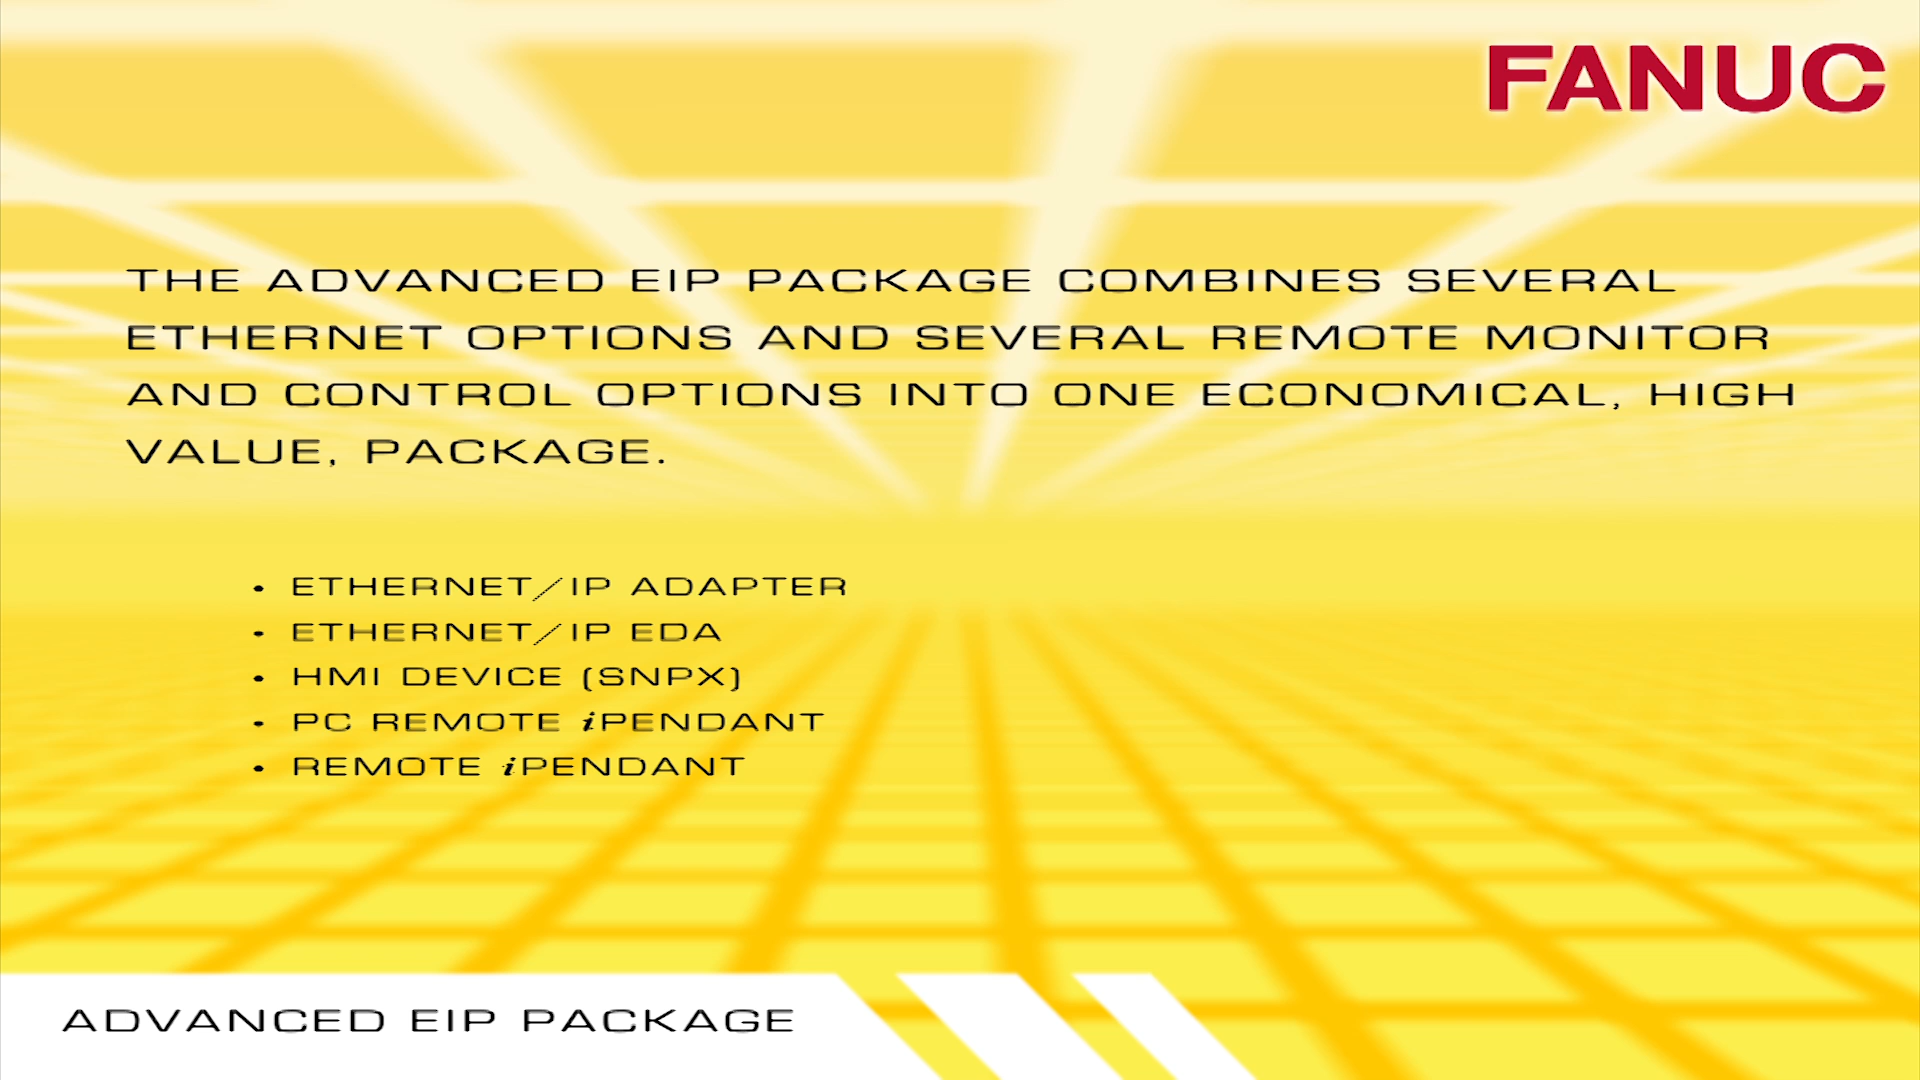 FANUC
THE ADVANCED EIP PACKAGE COMBINES SEVERAL
ETHERNET OPTIONS AND SEVERAL REMOTE MONITOR
AND CONTROL OPTIONS INTO ONE ECONOMICAL, HIGH
VALUE, PACKAGE.
• ETHERNET/IP ADAPTER
• ETHERNET/IP EDA
• HMI DEVICE (SNPX)
• PC REMOTE iPENDANT
• REMOTE iPENDANT
ADVANCED EIP PACKAGE